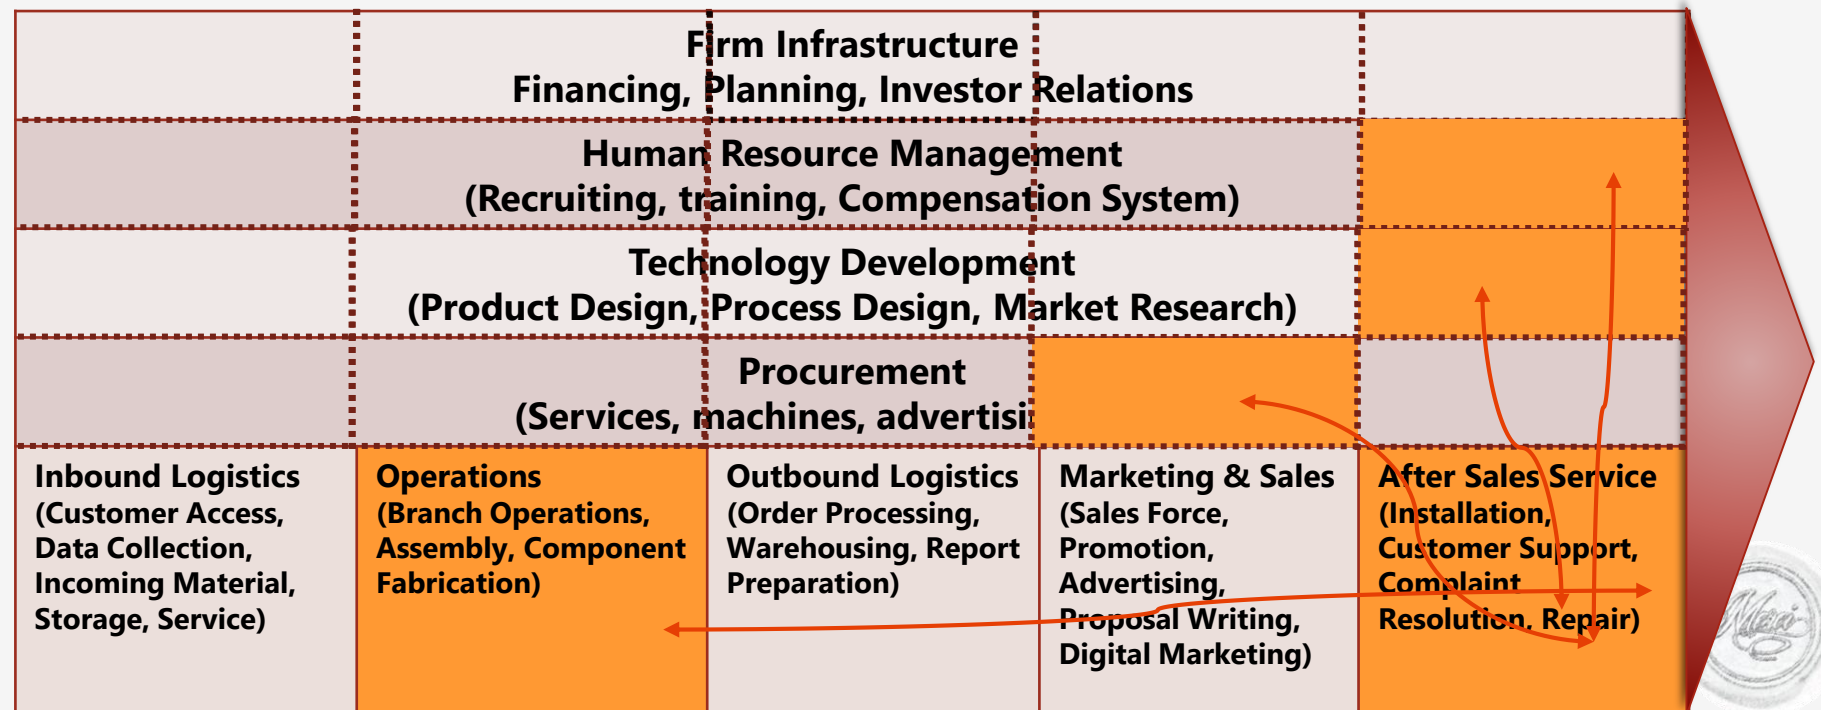 Firm Infrastructure
Financing, Planning, Investor Relations
Human Resource Management
(Recruiting, training, Compensation System)
Technology Development
(Product Design, Process Design, Market Research)
Procurement
(Services, machines, advertisi
Inbound Logistics
(Customer Access,
Data Collection,
Incoming Material,
Storage, Service)
Operations
(Branch Operations,
Assembly, Component
Fabrication)
Outbound Logistics
(Order Processing,
Warehousing, Report
Preparation)
Marketing & Sales
(Sales Force,
Promotion,
Advertising,
Proposal Writing,
Digital Marketing)
After Sales Service
(Installation,
Customer Support,
Complaint
Resolution, Repair)